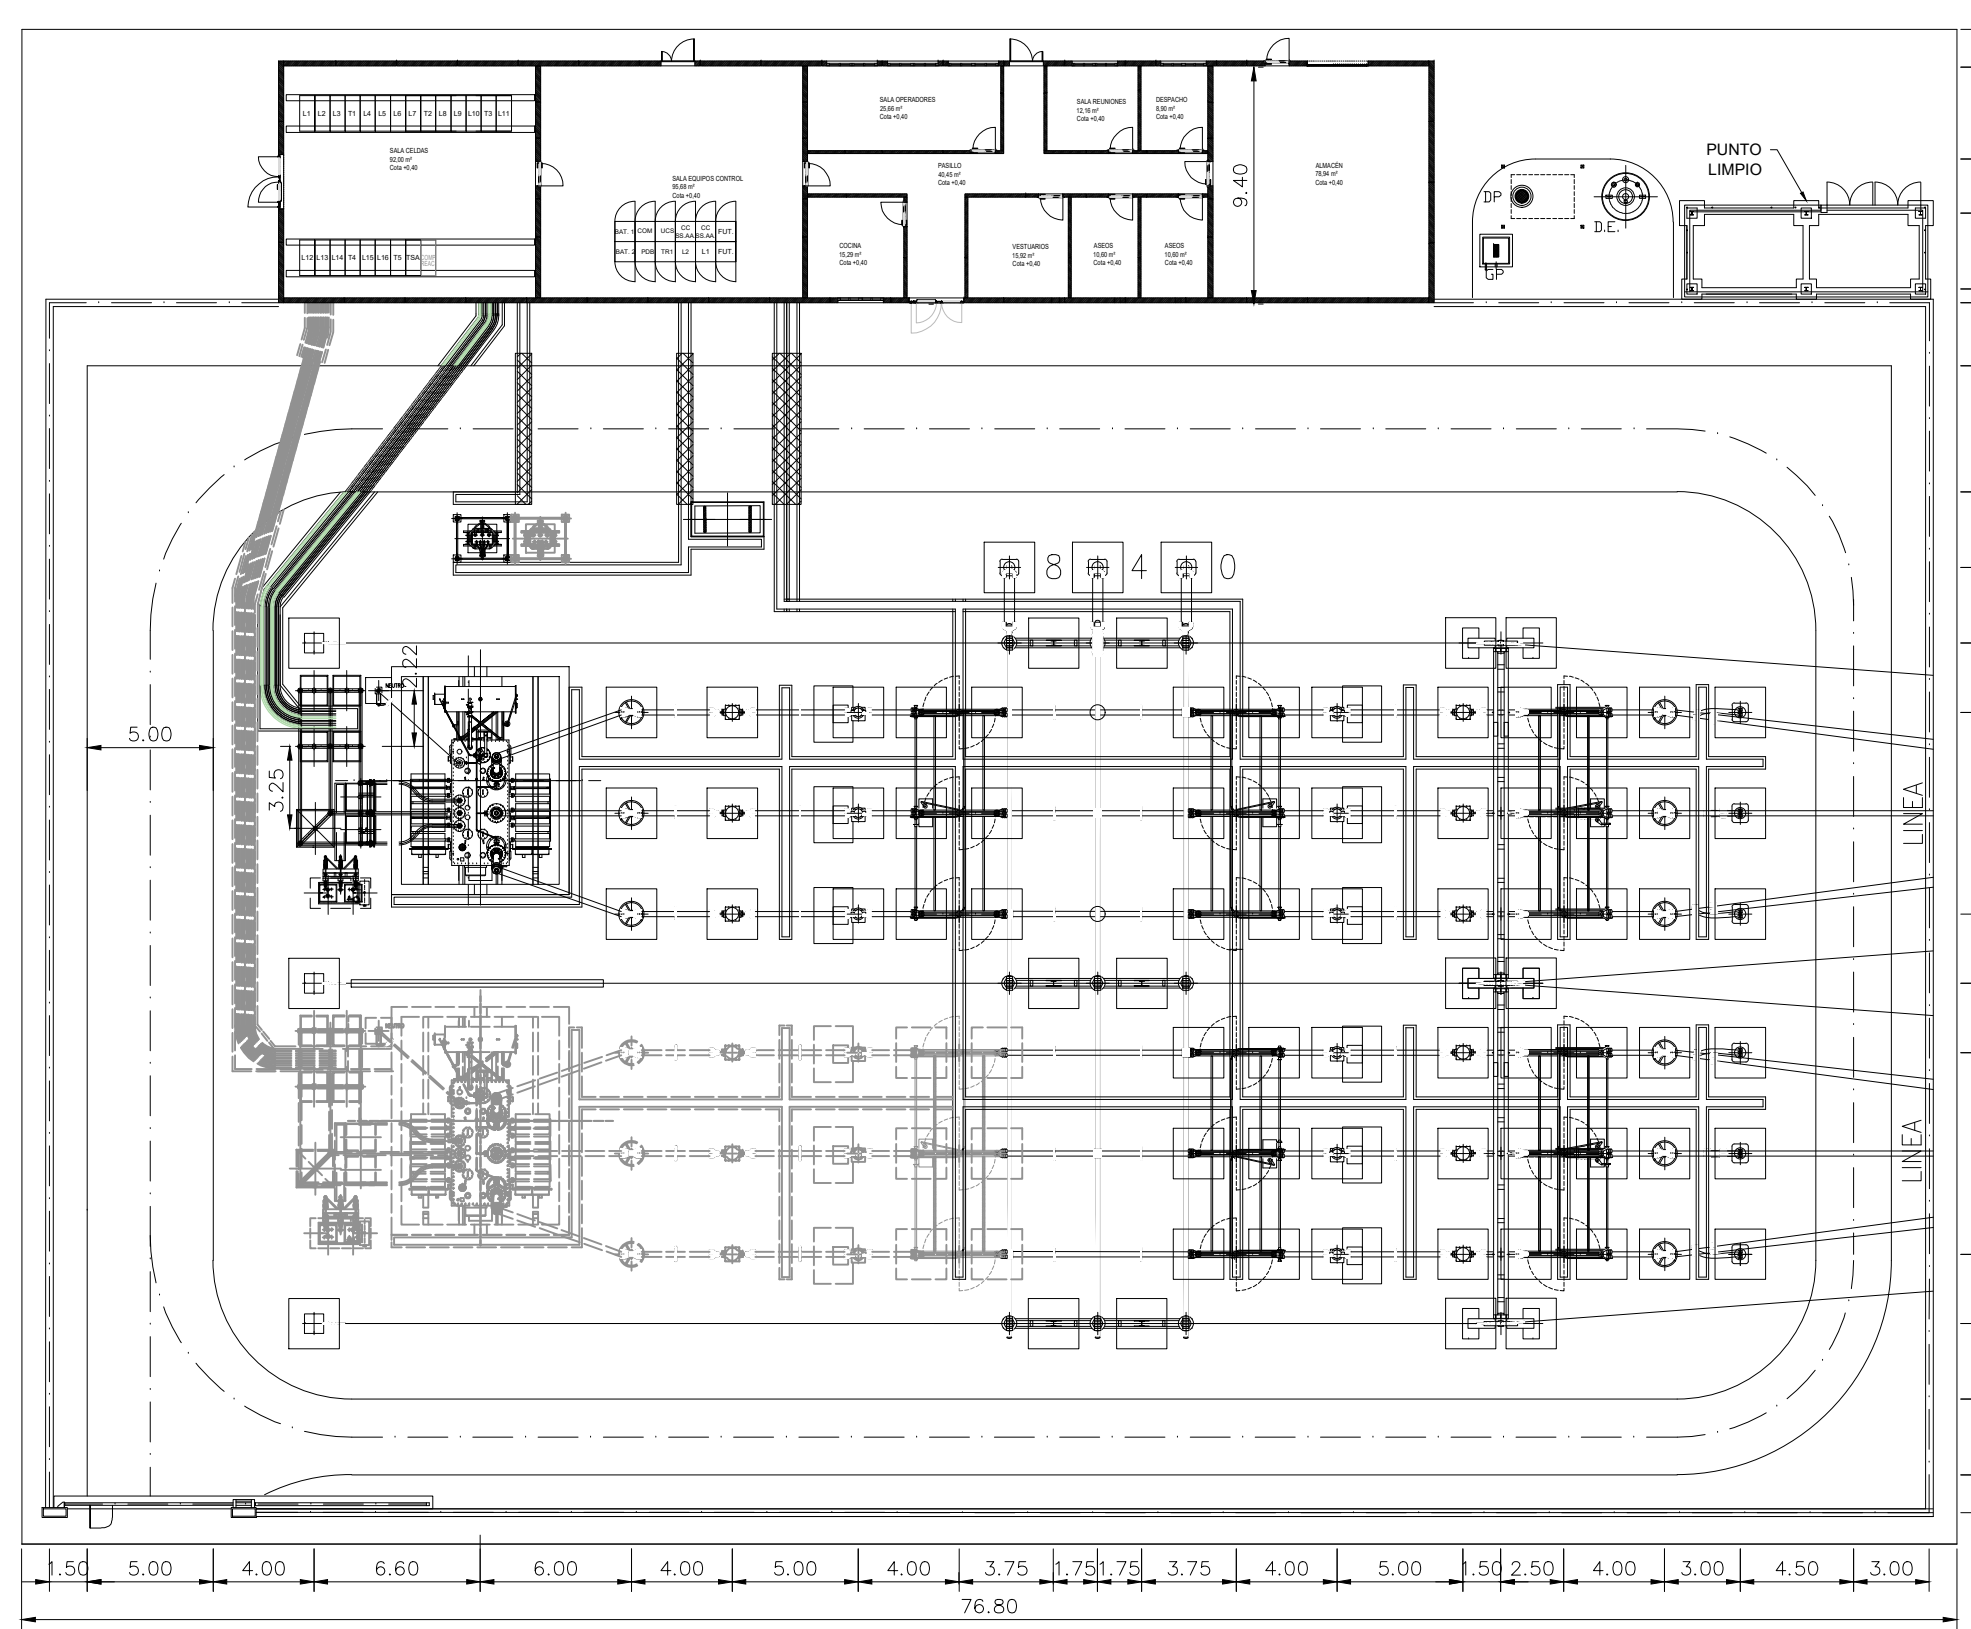 L1 L2 L3 T1 L4 L5 L6 L7 T2 L8 L9 L10 T3 L11
SALA CELDAS
92,00 m²
Cota +0,40
L12 L13 L14 T4 L15 L16 T5 TSA COMP. REAC.
SALA EQUIPOS CONTROL
95,68 m²
Cota +0,40
BAT. 1 COM UCS CC SS.AA CC SS.AA FUT.
BAT. 2 PDB TR1 L2 L1 FUT.
SALA OPERADORES
25,66 m²
Cota +0,40
SALA REUNIONES
12,16 m²
Cota +0,40
DESPACHO
8,90 m²
Cota +0,40
PASILLO
40,45 m²
Cota +0,40
COCINA
15,29 m²
Cota +0,40
VESTUARIOS
15,92 m²
Cota +0,40
ASEOS
10,60 m²
Cota +0,40
ASEOS
10,60 m²
Cota +0,40
9.40
ALMACÉN
78,94 m²
Cota +0,40
DP
D.E.
GP
PUNTO
LIMPIO
8 4 0
2.22
NEUTRO
5.00
3.25
LINEA
LINEA
1.50 5.00 4.00 6.60 6.00 4.00 5.00 4.00 3.75 1.75 1.75 3.75 4.00 5.00 1.50 2.50 4.00 3.00 4.50 3.00
76.80